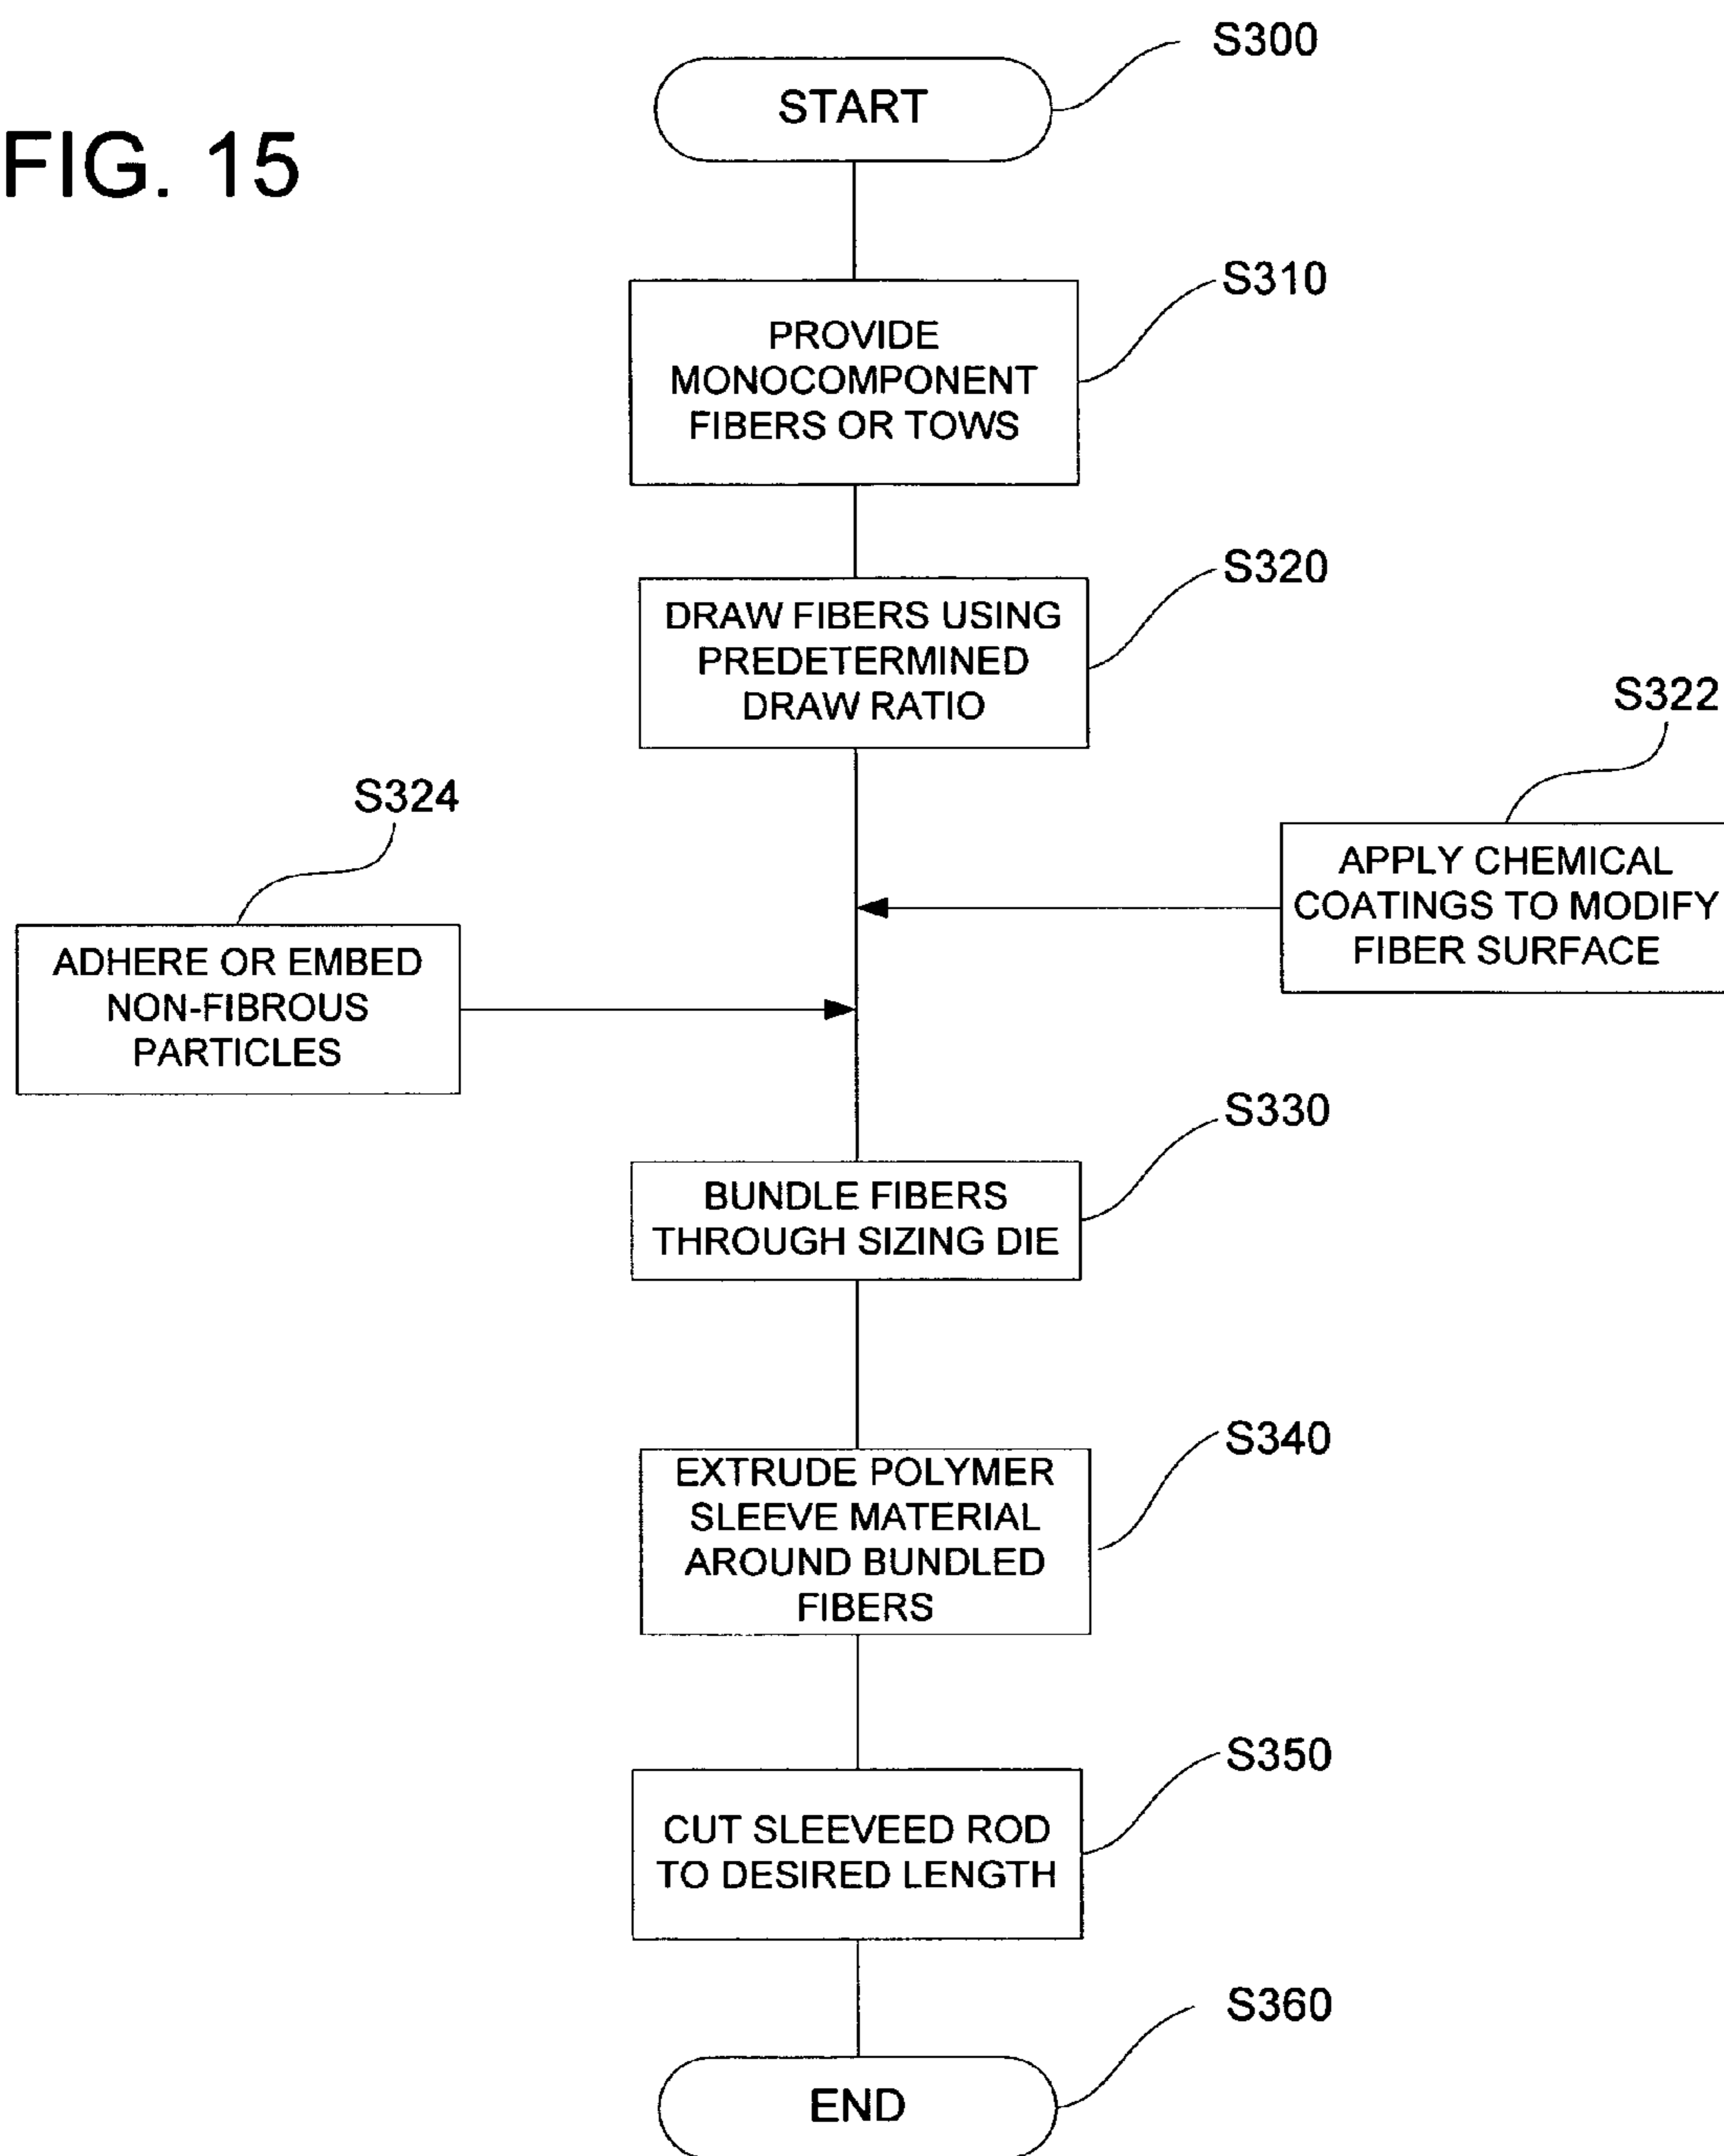 FIG. 15
S300
START
S310
PROVIDE
MONOCOMPONENT
FIBERS OR TOWS
S320
DRAW FIBERS USING
PREDETERMINED
DRAW RATIO
S322
APPLY CHEMICAL
COATINGS TO MODIFY
FIBER SURFACE
S324
ADHERE OR EMBED
NON-FIBROUS
PARTICLES
S330
BUNDLE FIBERS
THROUGH SIZING DIE
S340
EXTRUDE POLYMER
SLEEVE MATERIAL
AROUND BUNDLED
FIBERS
S350
CUT SLEEVEED ROD
TO DESIRED LENGTH
S360
END